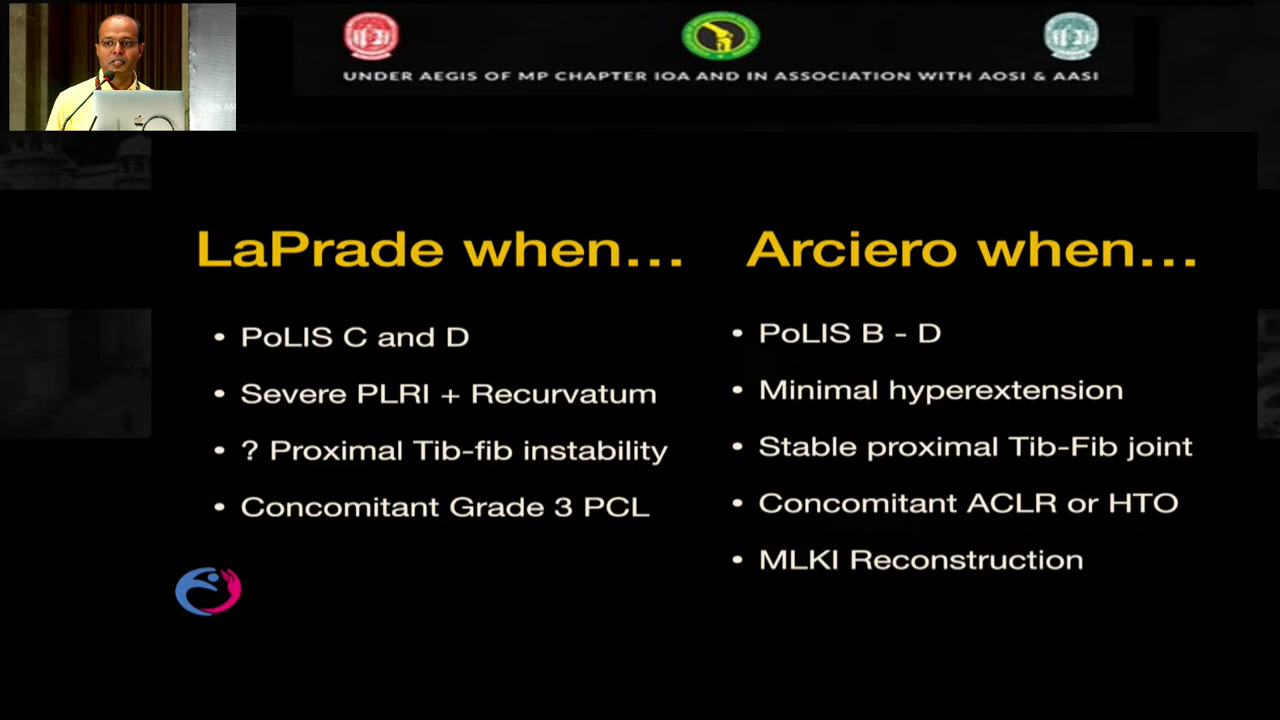 UNDER AEGIS OF MP CHAPTER IOA AND IN ASSOCIATION WITH AOSI & AASI
LaPrade when...
• PoLIS C and D
• Severe PLRI + Recurvatum
• ? Proximal Tib-fib instability
• Concomitant Grade 3 PCL
Arciero when...
• PoLIS B - D
• Minimal hyperextension
• Stable proximal Tib-Fib joint
• Concomitant ACLR or HTO
• MLKI Reconstruction